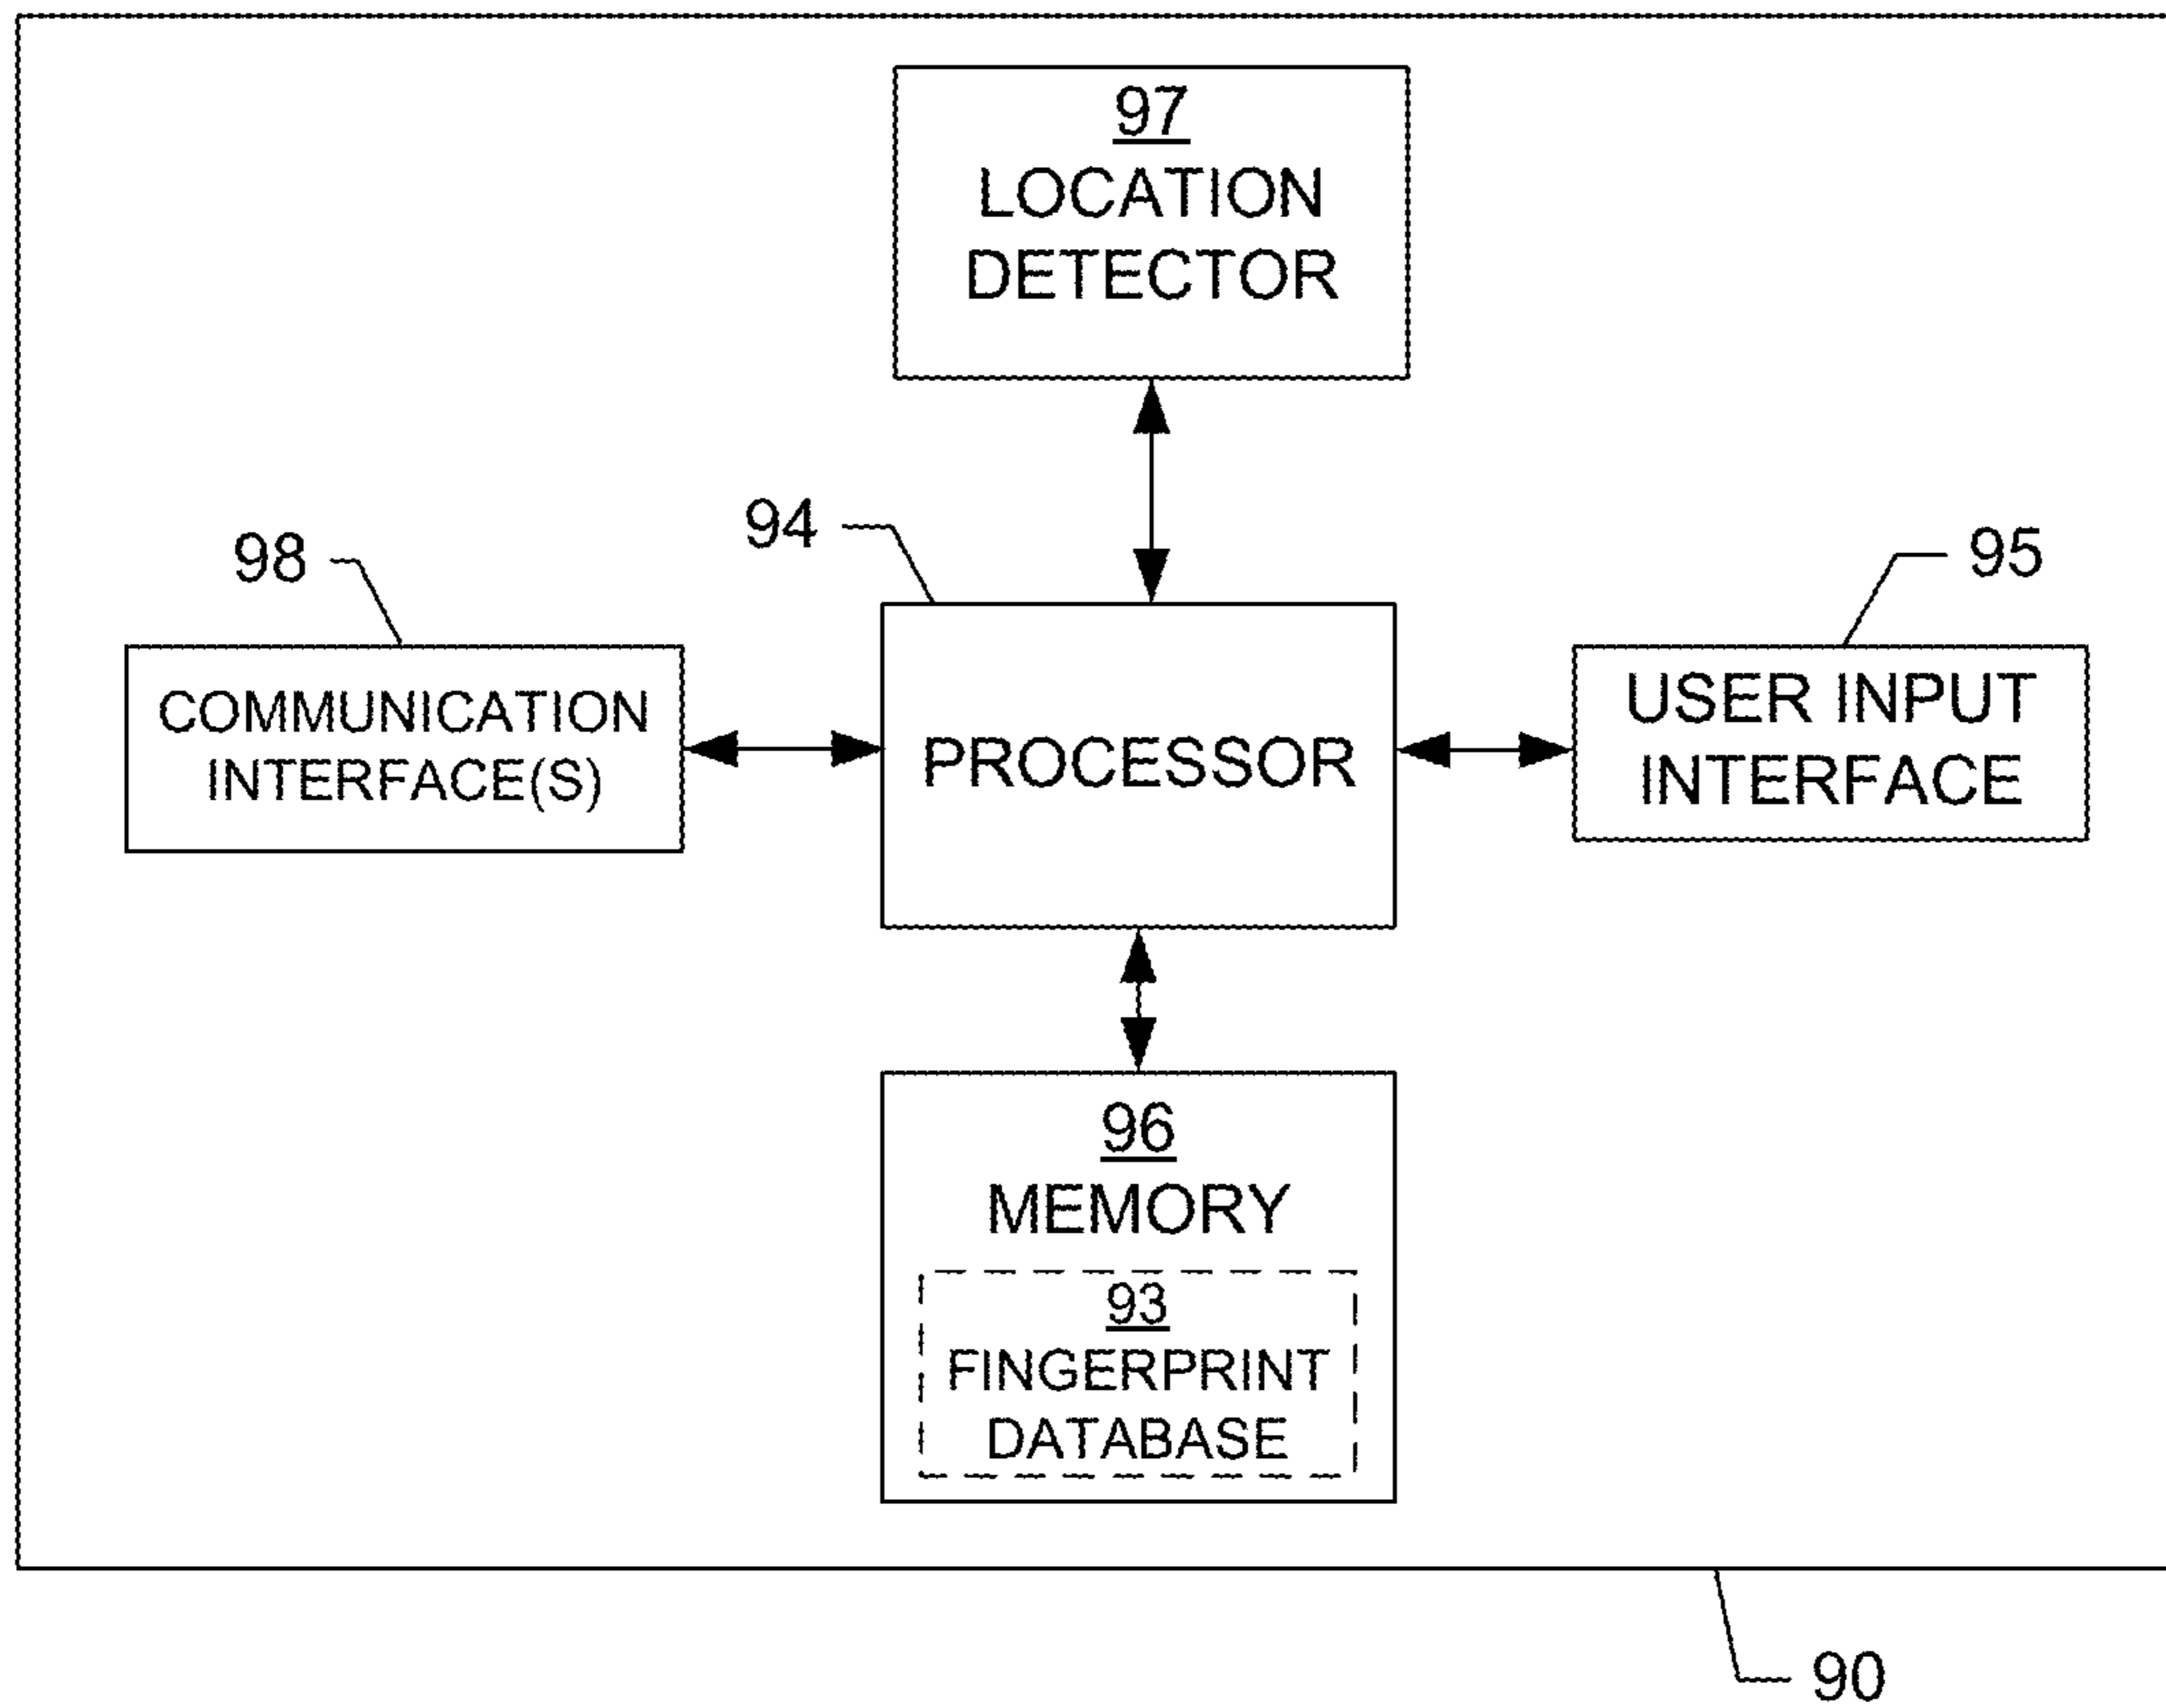 97
LOCATION
DETECTOR
94
98
95
COMMUNICATION
INTERFACE(S)
PROCESSOR
USER INPUT
INTERFACE
96
MEMORY
93
FINGERPRINT
DATABASE
90